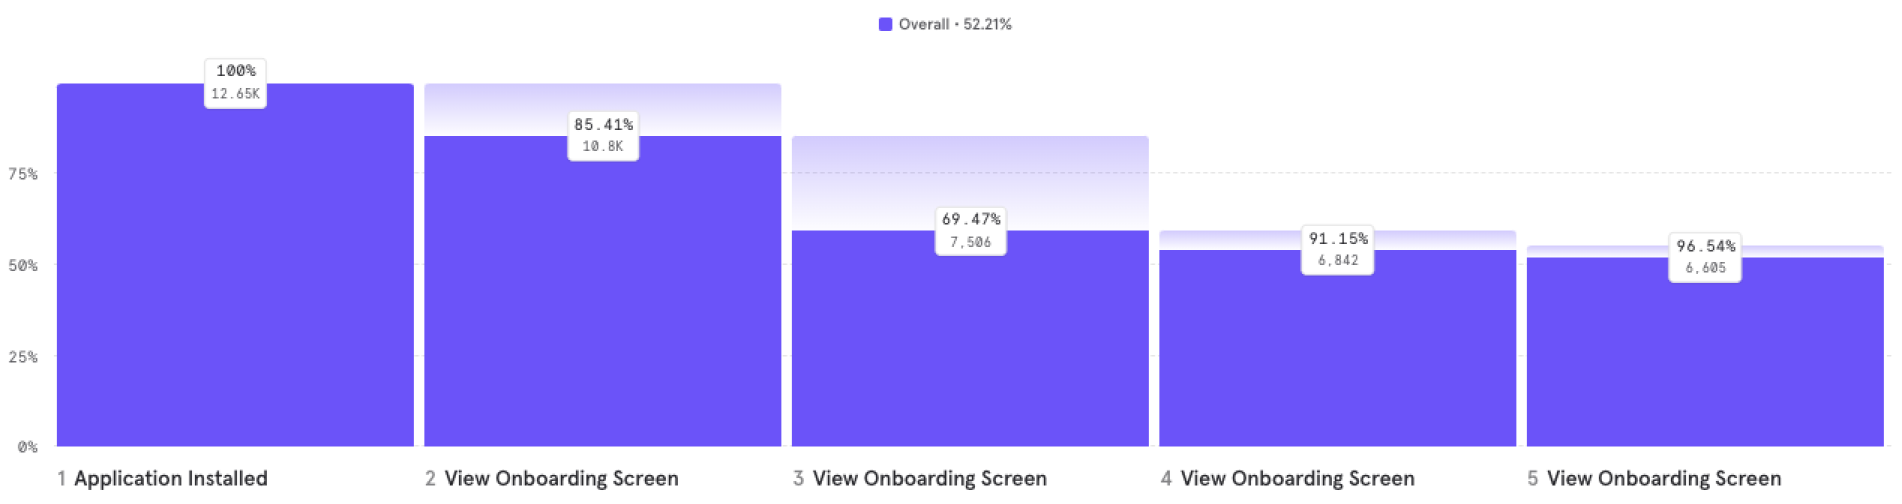 Overall • 52.21%
100%
12.65K
85.41%
10.8K
69.47%
7,506
91.15%
6,842
96.54%
6,605
75%
50%
25%
0%
1 Application Installed
2 View Onboarding Screen
3 View Onboarding Screen
4 View Onboarding Screen
5 View Onboarding Screen